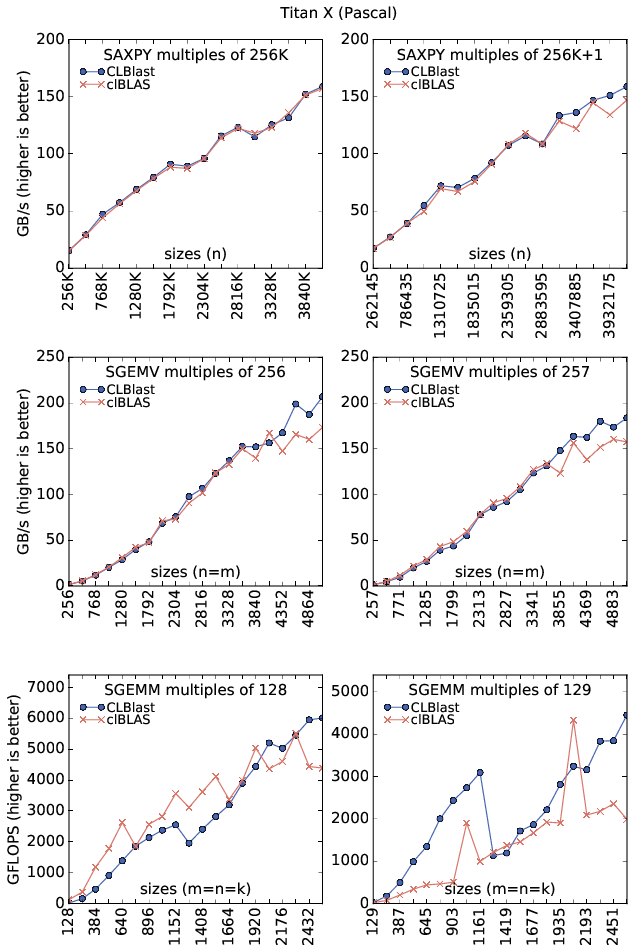 Titan X (Pascal)
SAXPY multiples of 256K
CLBlast
clBLAS
200
150
100
50
0
GB/s (higher is better)
sizes (n)
256K
768K
1280K
1792K
2304K
2816K
3328K
3840K
SAXPY multiples of 256K+1
CLBlast
clBLAS
200
150
100
50
0
sizes (n)
262145
786435
1310725
1835015
2359305
2883595
3407885
3932175
SGEMV multiples of 256
CLBlast
clBLAS
250
200
150
100
50
0
GB/s (higher is better)
sizes (n=m)
256
768
1280
1792
2304
2816
3328
3840
4352
4864
SGEMV multiples of 257
CLBlast
clBLAS
250
200
150
100
50
0
sizes (n=m)
257
771
1285
1799
2313
2827
3341
3855
4369
4883
SGEMM multiples of 128
CLBlast
clBLAS
7000
6000
5000
4000
3000
2000
1000
0
GFLOPS (higher is better)
sizes (m=n=k)
128
384
640
896
1152
1408
1664
1920
2176
2432
SGEMM multiples of 129
CLBlast
clBLAS
5000
4000
3000
2000
1000
0
sizes (m=n=k)
129
387
645
903
1161
1419
1677
1935
2193
2451